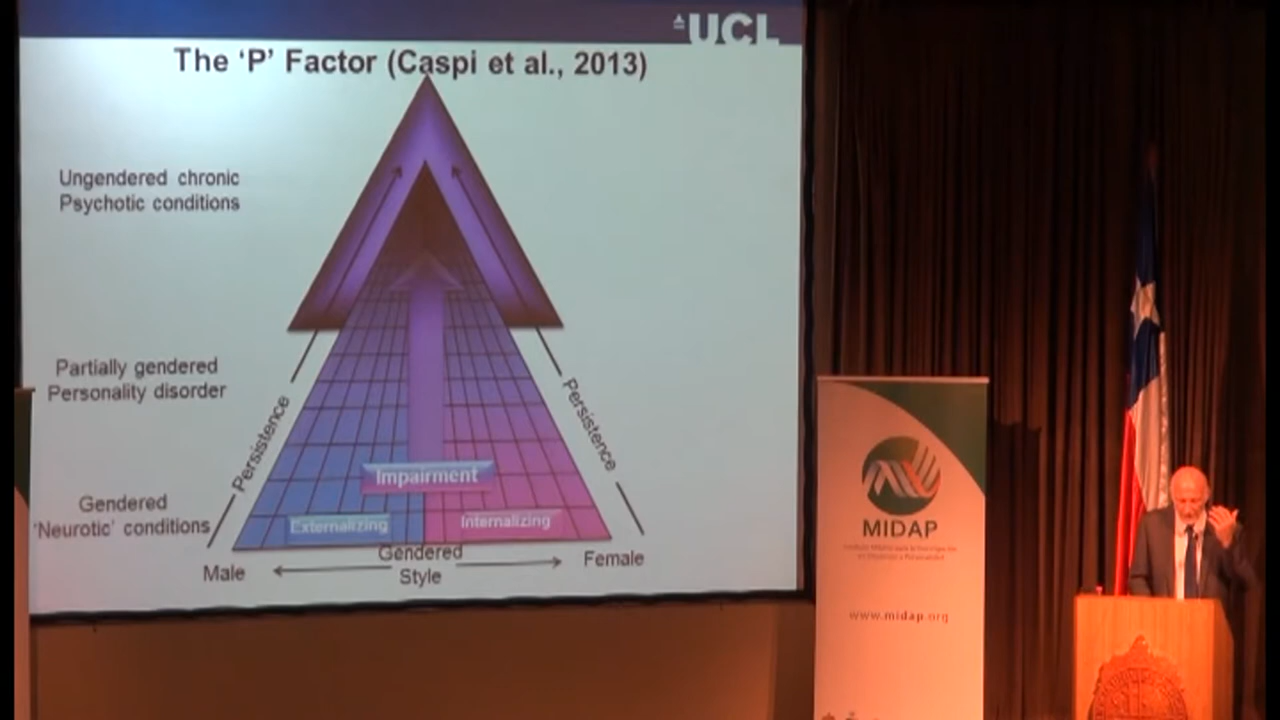 UCL
The ‘P’ Factor (Caspi et al., 2013)
Ungendered chronic
Psychotic conditions
Partially gendered
Personality disorder
Persistence
Persistence
Impairment
Gendered
‘Neurotic’ conditions
Externalizing
Internalizing
Gendered
Style
Male
Female
MIDAP
www.midap.org